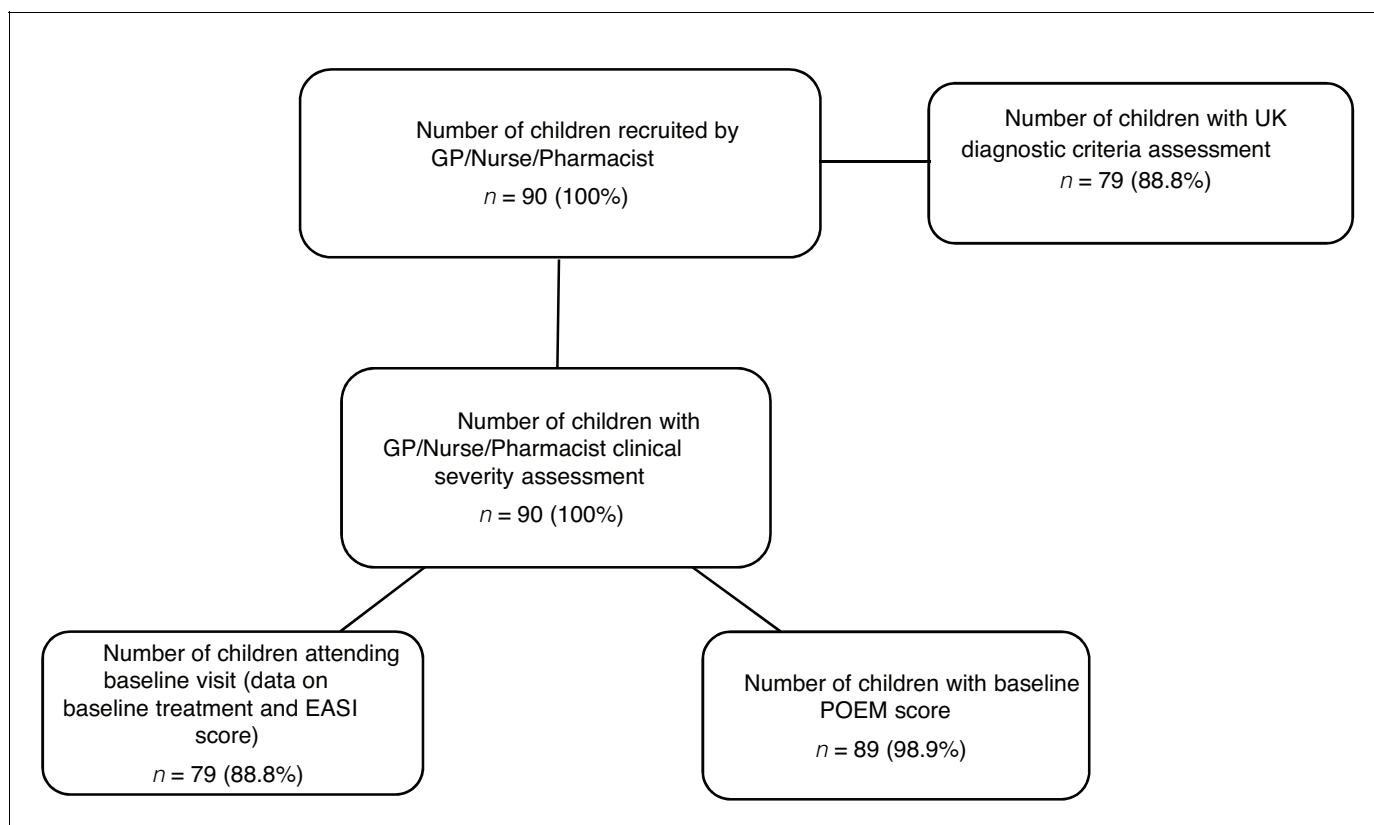 Number of children recruited by
GP/Nurse/Pharmacist
n = 90 (100%)
Number of children with UK
diagnostic criteria assessment
n = 79 (88.8%)
Number of children with
GP/Nurse/Pharmacist clinical
severity assessment
n = 90 (100%)
Number of children attending
baseline visit (data on
baseline treatment and EASI
score)
n = 79 (88.8%)
Number of children with baseline
POEM score
n = 89 (98.9%)